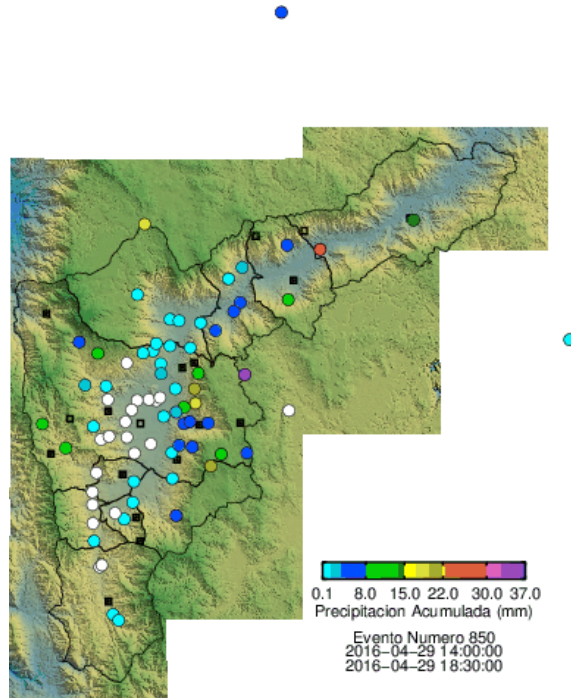 0.1 8.0 15.0 22.0 30.0 37.0
Precipitacion Acumulada (mm)
Evento Numero 850
2016-04-29 14:00:00
2016-04-29 18:30:00